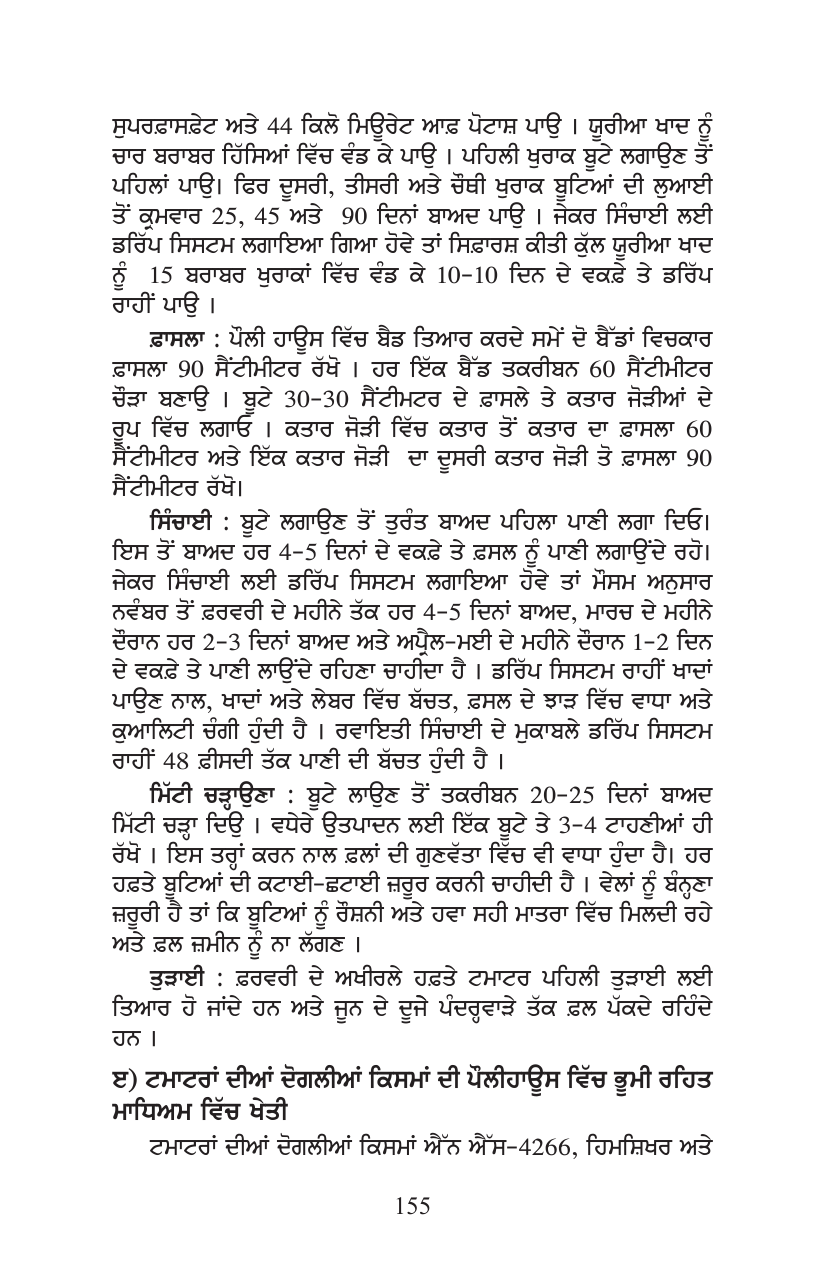 ਸੁਪਰਫ਼ਾਸਫ਼ੇਟ ਅਤੇ 44 ਕਿਲੋ ਮਿਊਰੇਟ ਆਫ਼ ਪੋਟਾਸ਼ ਪਾਉ । ਯੂਰੀਆ ਖਾਦ ਨੂੰ
ਚਾਰ ਬਰਾਬਰ ਹਿੱਸਿਆਂ ਵਿੱਚ ਵੰਡ ਕੇ ਪਾਉ । ਪਹਿਲੀ ਖੁਰਾਕ ਬੂਟੇ ਲਗਾਉਣ ਤੋਂ
ਪਹਿਲਾਂ ਪਾਉ। ਫਿਰ ਦੂਸਰੀ, ਤੀਸਰੀ ਅਤੇ ਚੌਥੀ ਖੁਰਾਕ ਬੂਟਿਆਂ ਦੀ ਲੁਆਈ
ਤੋਂ ਕ੍ਰਮਵਾਰ 25, 45 ਅਤੇ 90 ਦਿਨਾਂ ਬਾਅਦ ਪਾਉ । ਜੇਕਰ ਸਿੰਚਾਈ ਲਈ
ਡਰਿੱਪ ਸਿਸਟਮ ਲਗਾਇਆ ਗਿਆ ਹੋਵੇ ਤਾਂ ਸਿਫ਼ਾਰਸ਼ ਕੀਤੀ ਕੁੱਲ ਯੂਰੀਆ ਖਾਦ
ਨੂੰ 15 ਬਰਾਬਰ ਖੁਰਾਕਾਂ ਵਿੱਚ ਵੰਡ ਕੇ 10-10 ਦਿਨ ਦੇ ਵਕਫ਼ੇ ਤੇ ਡਰਿੱਪ
ਰਾਹੀਂ ਪਾਉ ।
ਫ਼ਾਸਲਾ : ਪੌਲੀ ਹਾਊਸ ਵਿੱਚ ਬੈਡ ਤਿਆਰ ਕਰਦੇ ਸਮੇਂ ਦੋ ਬੈੱਡਾਂ ਵਿਚਕਾਰ
ਫ਼ਾਸਲਾ 90 ਸੈਂਟੀਮੀਟਰ ਰੱਖੋ । ਹਰ ਇੱਕ ਬੈੱਡ ਤਕਰੀਬਨ 60 ਸੈਂਟੀਮੀਟਰ
ਚੌੜਾ ਬਣਾਉ । ਬੂਟੇ 30-30 ਸੈਂਟੀਮਟਰ ਦੇ ਫ਼ਾਸਲੇ ਤੇ ਕਤਾਰ ਜੋੜੀਆਂ ਦੇ
ਰੂਪ ਵਿੱਚ ਲਗਾਓ । ਕਤਾਰ ਜੋੜੀ ਵਿੱਚ ਕਤਾਰ ਤੋਂ ਕਤਾਰ ਦਾ ਫ਼ਾਸਲਾ 60
ਸੈਂਟੀਮੀਟਰ ਅਤੇ ਇੱਕ ਕਤਾਰ ਜੋੜੀ ਦਾ ਦੂਸਰੀ ਕਤਾਰ ਜੋੜੀ ਤੋ ਫ਼ਾਸਲਾ 90
ਸੈਂਟੀਮੀਟਰ ਰੱਖੋ।
ਸਿੰਚਾਈ : ਬੂਟੇ ਲਗਾਉਣ ਤੋਂ ਤੁਰੰਤ ਬਾਅਦ ਪਹਿਲਾ ਪਾਣੀ ਲਗਾ ਦਿਓ।
ਇਸ ਤੋਂ ਬਾਅਦ ਹਰ 4-5 ਦਿਨਾਂ ਦੇ ਵਕਫ਼ੇ ਤੇ ਫ਼ਸਲ ਨੂੰ ਪਾਣੀ ਲਗਾਉਂਦੇ ਰਹੋ।
ਜੇਕਰ ਸਿੰਚਾਈ ਲਈ ਡਰਿੱਪ ਸਿਸਟਮ ਲਗਾਇਆ ਹੋਵੇ ਤਾਂ ਮੌਸਮ ਅਨੁਸਾਰ
ਨਵੰਬਰ ਤੋਂ ਫ਼ਰਵਰੀ ਦੇ ਮਹੀਨੇ ਤੱਕ ਹਰ 4-5 ਦਿਨਾਂ ਬਾਅਦ, ਮਾਰਚ ਦੇ ਮਹੀਨੇ
ਦੌਰਾਨ ਹਰ 2-3 ਦਿਨਾਂ ਬਾਅਦ ਅਤੇ ਅਪ੍ਰੈਲ-ਮਈ ਦੇ ਮਹੀਨੇ ਦੌਰਾਨ 1-2 ਦਿਨ
ਦੇ ਵਕਫ਼ੇ ਤੇ ਪਾਣੀ ਲਾਉਂਦੇ ਰਹਿਣਾ ਚਾਹੀਦਾ ਹੈ । ਡਰਿੱਪ ਸਿਸਟਮ ਰਾਹੀਂ ਖਾਦਾਂ
ਪਾਉਣ ਨਾਲ, ਖਾਦਾਂ ਅਤੇ ਲੇਬਰ ਵਿੱਚ ਬੱਚਤ, ਫ਼ਸਲ ਦੇ ਝਾੜ ਵਿੱਚ ਵਾਧਾ ਅਤੇ
ਕੁਆਲਿਟੀ ਚੰਗੀ ਹੁੰਦੀ ਹੈ । ਰਵਾਇਤੀ ਸਿੰਚਾਈ ਦੇ ਮੁਕਾਬਲੇ ਡਰਿੱਪ ਸਿਸਟਮ
ਰਾਹੀਂ 48 ਫ਼ੀਸਦੀ ਤੱਕ ਪਾਣੀ ਦੀ ਬੱਚਤ ਹੁੰਦੀ ਹੈ ।
ਮਿੱਟੀ ਚੜ੍ਹਾਉਣਾ : ਬੂਟੇ ਲਾਉਣ ਤੋਂ ਤਕਰੀਬਨ 20-25 ਦਿਨਾਂ ਬਾਅਦ
ਮਿੱਟੀ ਚੜ੍ਹਾ ਦਿਉ । ਵਧੇਰੇ ਉਤਪਾਦਨ ਲਈ ਇੱਕ ਬੂਟੇ ਤੇ 3-4 ਟਾਹਣੀਆਂ ਹੀ
ਰੱਖੋ । ਇਸ ਤਰ੍ਹਾਂ ਕਰਨ ਨਾਲ ਫ਼ਲਾਂ ਦੀ ਗੁਣਵੱਤਾ ਵਿੱਚ ਵੀ ਵਾਧਾ ਹੁੰਦਾ ਹੈ। ਹਰ
ਹਫ਼ਤੇ ਬੂਟਿਆਂ ਦੀ ਕਟਾਈ-ਛਟਾਈ ਜ਼ਰੂਰ ਕਰਨੀ ਚਾਹੀਦੀ ਹੈ । ਵੇਲਾਂ ਨੂੰ ਬੰਨ੍ਹਣਾ
ਜ਼ਰੂਰੀ ਹੈ ਤਾਂ ਕਿ ਬੂਟਿਆਂ ਨੂੰ ਰੌਸ਼ਨੀ ਅਤੇ ਹਵਾ ਸਹੀ ਮਾਤਰਾ ਵਿੱਚ ਮਿਲਦੀ ਰਹੇ
ਅਤੇ ਫ਼ਲ ਜ਼ਮੀਨ ਨੂੰ ਨਾ ਲੱਗਣ ।
ਤੁੜਾਈ : ਫ਼ਰਵਰੀ ਦੇ ਅਖੀਰਲੇ ਹਫ਼ਤੇ ਟਮਾਟਰ ਪਹਿਲੀ ਤੁੜਾਈ ਲਈ
ਤਿਆਰ ਹੋ ਜਾਂਦੇ ਹਨ ਅਤੇ ਜੂਨ ਦੇ ਦੂਜੇ ਪੰਦਰ੍ਹਵਾੜੇ ਤੱਕ ਫ਼ਲ ਪੱਕਦੇ ਰਹਿੰਦੇ
ਹਨ ।
ੲ) ਟਮਾਟਰਾਂ ਦੀਆਂ ਦੋਗਲੀਆਂ ਕਿਸਮਾਂ ਦੀ ਪੌਲੀਹਾਊਸ ਵਿੱਚ ਭੂਮੀ ਰਹਿਤ
ਮਾਧਿਅਮ ਵਿੱਚ ਖੇਤੀ
ਟਮਾਟਰਾਂ ਦੀਆਂ ਦੋਗਲੀਆਂ ਕਿਸਮਾਂ ਐੱਨ ਐੱਸ-4266, ਹਿਮਸ਼ਿਖਰ ਅਤੇ
155